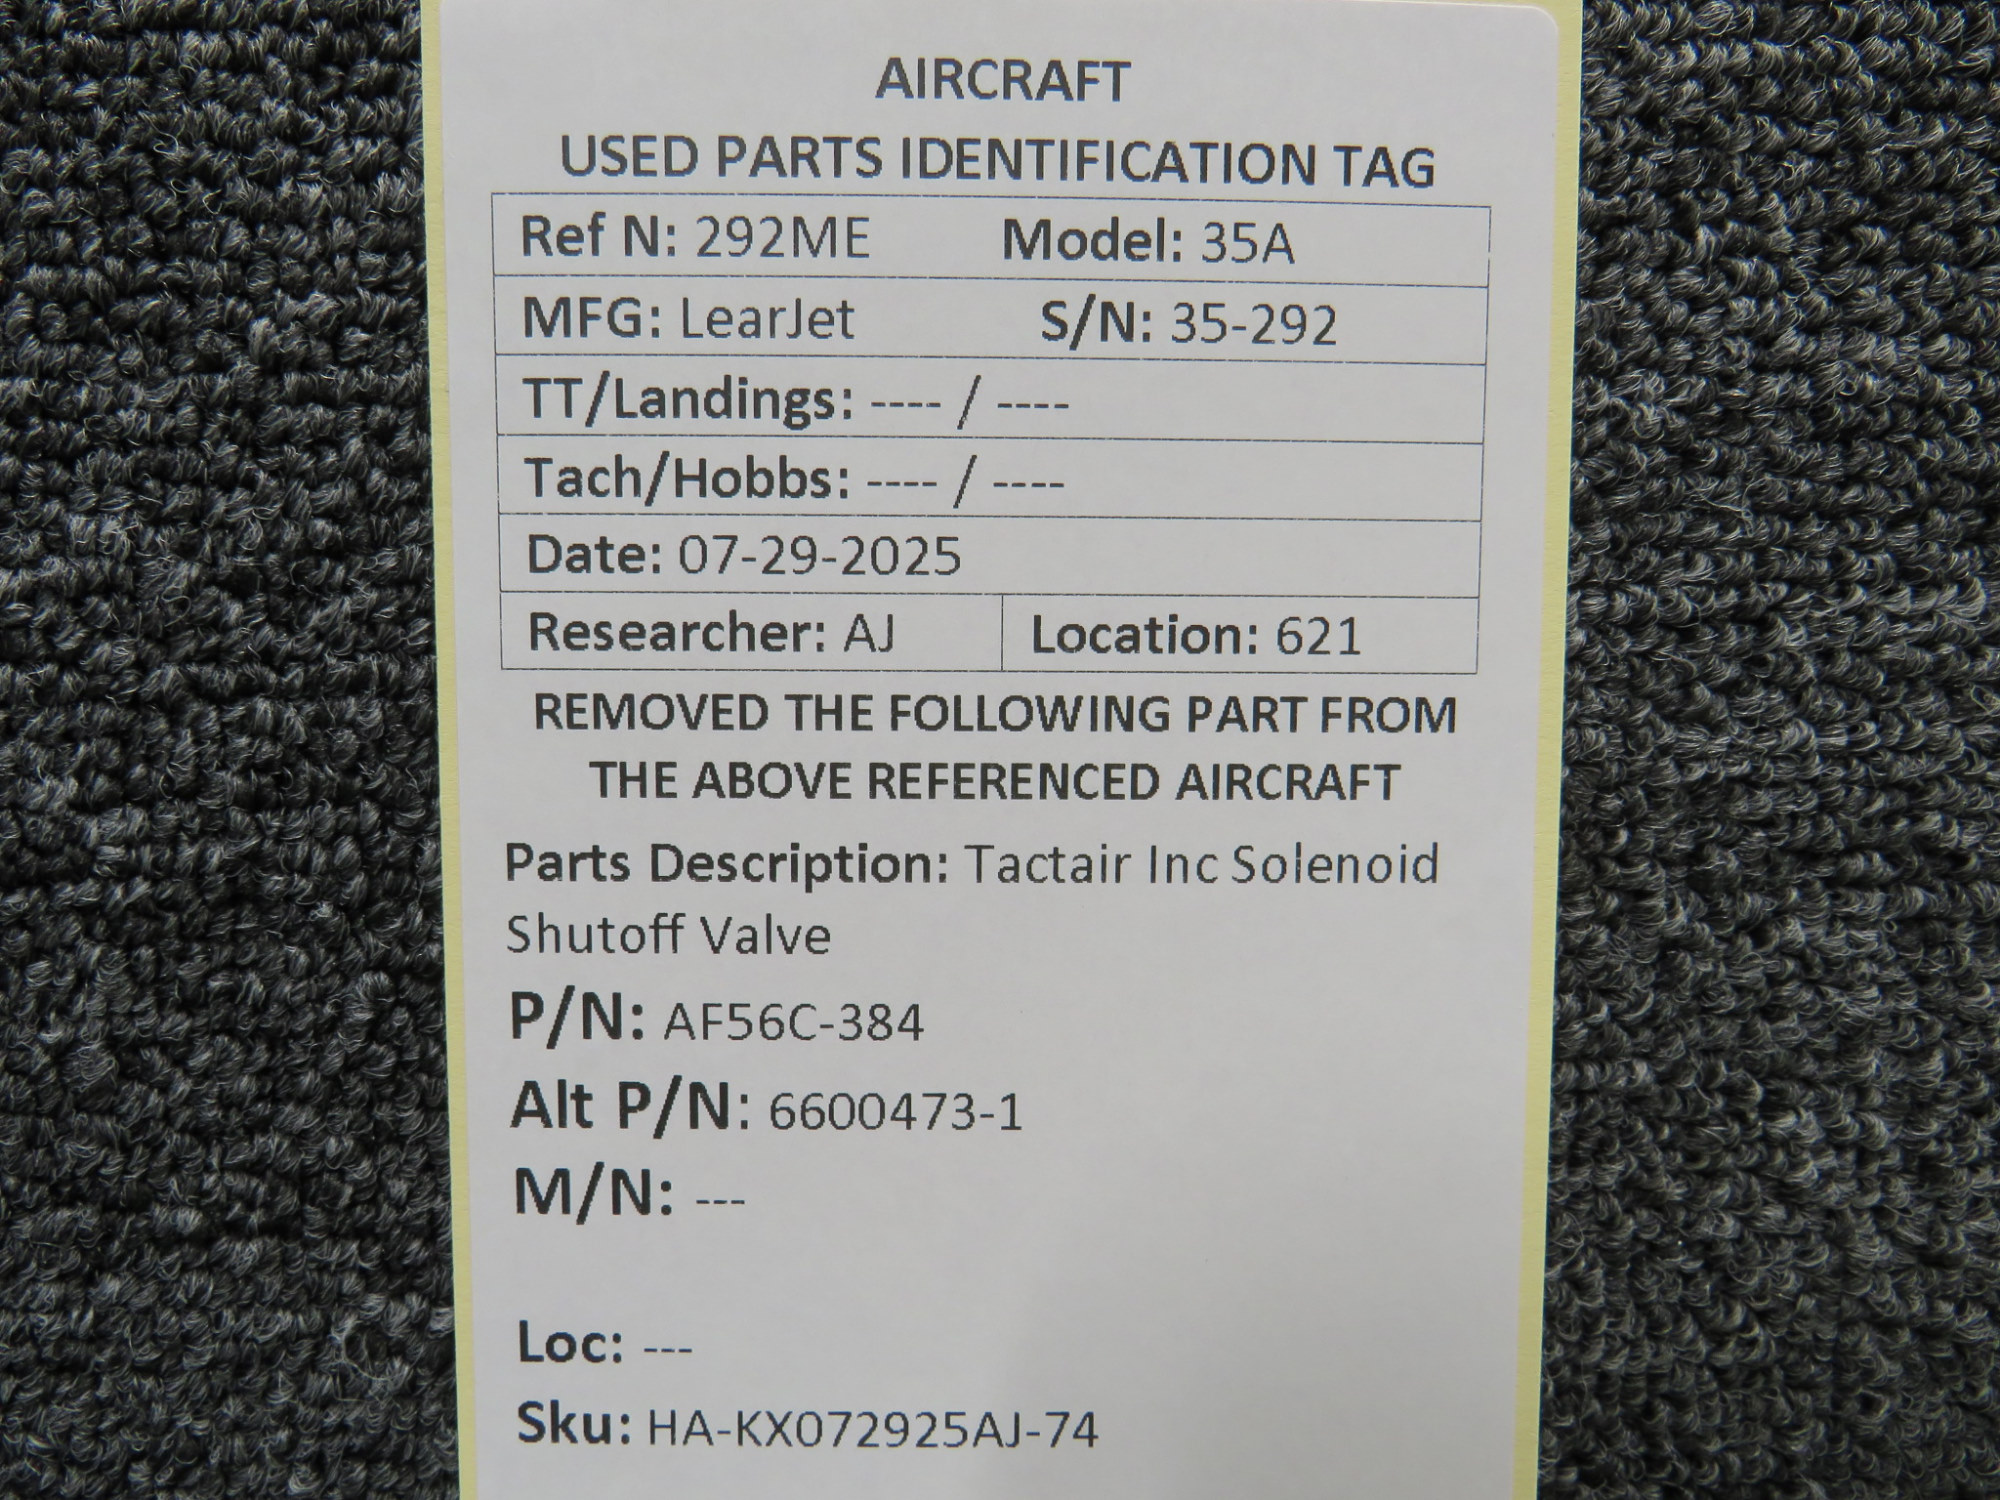 AIRCRAFT
USED PARTS IDENTIFICATION TAG
Ref N: 292ME Model: 35A
MFG: LearJet S/N: 35-292
TT/Landings: ---- / ----
Tach/Hobbs: ---- / ----
Date: 07-29-2025
Researcher: AJ Location: 621
REMOVED THE FOLLOWING PART FROM
THE ABOVE REFERENCED AIRCRAFT
Parts Description: Tactair Inc Solenoid
Shutoff Valve
P/N: AF56C-384
Alt P/N: 6600473-1
M/N: ---
Loc: ---
Sku: HA-KX072925AJ-74